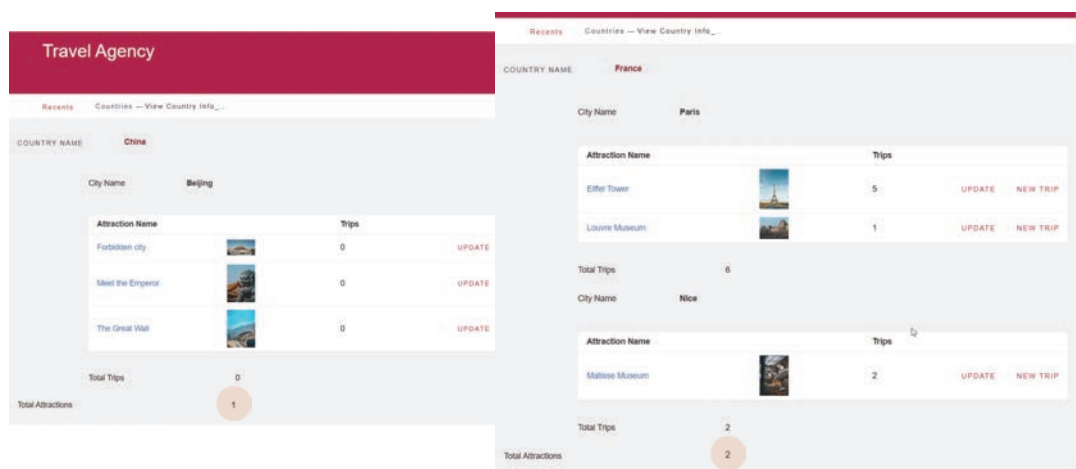 Travel Agency
Recents Countries — View Country Info_...
COUNTRY NAME China
City Name Beijing
Attraction Name Trips
Forbidden city 0 UPDATE
Meet the Emperor 0 UPDATE
The Great Wall 0 UPDATE
Total Trips 0
Total Attractions 1
Recents Countries — View Country Info_...
COUNTRY NAME France
City Name Paris
Attraction Name Trips
Eiffel Tower 5 UPDATE NEW TRIP
Louvre Museum 1 UPDATE NEW TRIP
Total Trips 6
City Name Nice
Attraction Name Trips
Matisse Museum 2 UPDATE NEW TRIP
Total Trips 2
Total Attractions 2